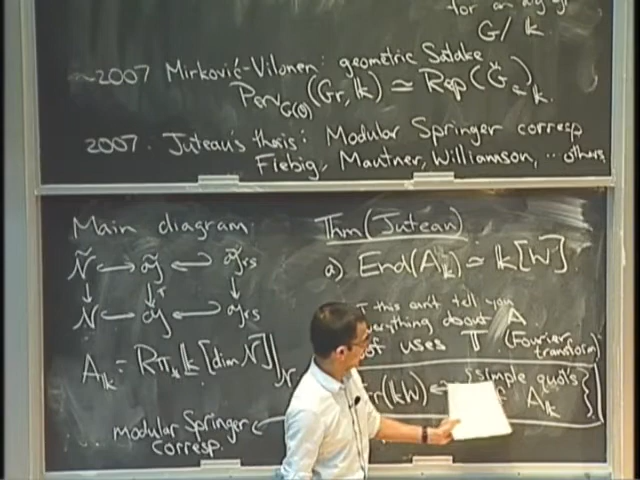 for an alg gp
G/k
~2007 Mirković-Vilonen: geometric Satake
Perv_{G(O)}(Gr, k) ≃ Rep(Ǧ)_k
2007. Juteau's thesis: Modular Springer corresp
Fiebig, Mautner, Williamson, ... others
Main diagram
Ñ ↪ g̃ ↩ g̃_rs
↓ ↓π ↓
N ↪ g ↩ g_rs
A_k = Rπ_* k[dim N]|_N
modular Springer
corresp.
Thm (Juteau)
a) End(A_k) ≃ k[W]
this can't tell you
everything about A
uses T (Fourier
transform)
Irr(kW) ↔ {simple quo's
A_k}